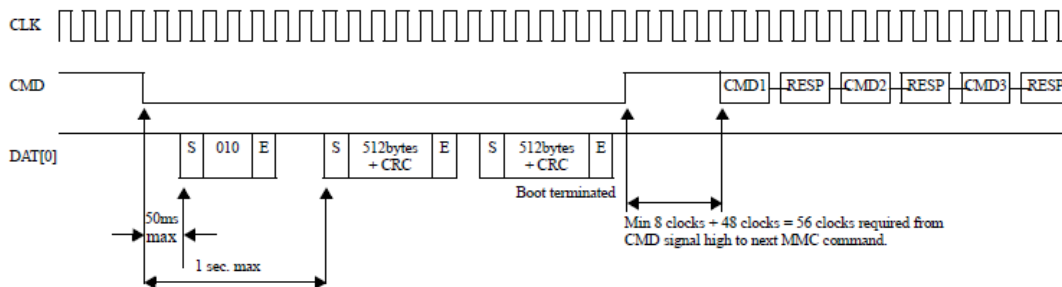 CLK
CMD
CMD1 RESP CMD2 RESP CMD3 RESP
DAT[0]
S 010 E S 512bytes + CRC E S 512bytes + CRC E
Boot terminated
50ms max
1 sec. max
Min 8 clocks + 48 clocks = 56 clocks required from
CMD signal high to next MMC command.